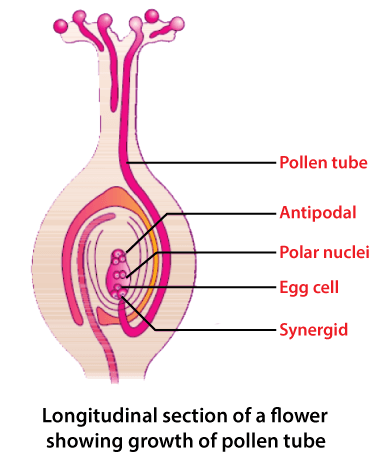 Pollen tube
Antipodal
Polar nuclei
Egg cell
Synergid
Longitudinal section of a flower
showing growth of pollen tube